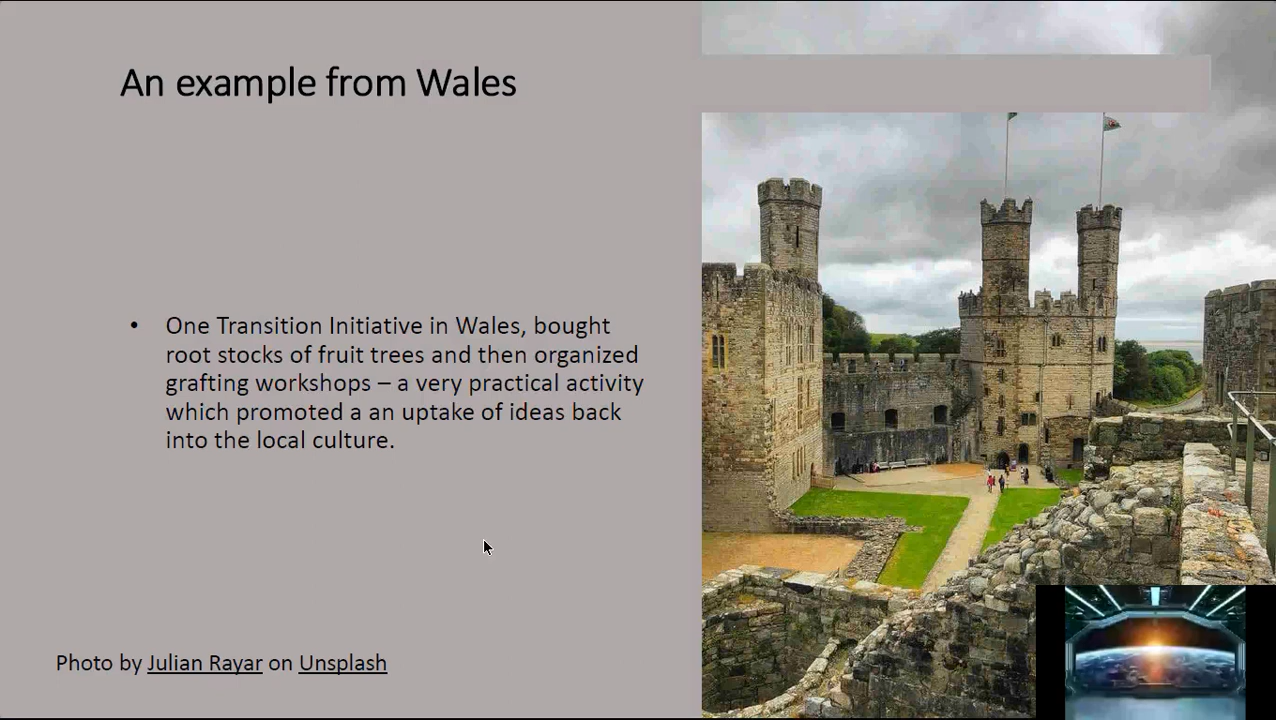 An example from Wales
• One Transition Initiative in Wales, bought
root stocks of fruit trees and then organized
grafting workshops – a very practical activity
which promoted a an uptake of ideas back
into the local culture.
Photo by Julian Rayar on Unsplash